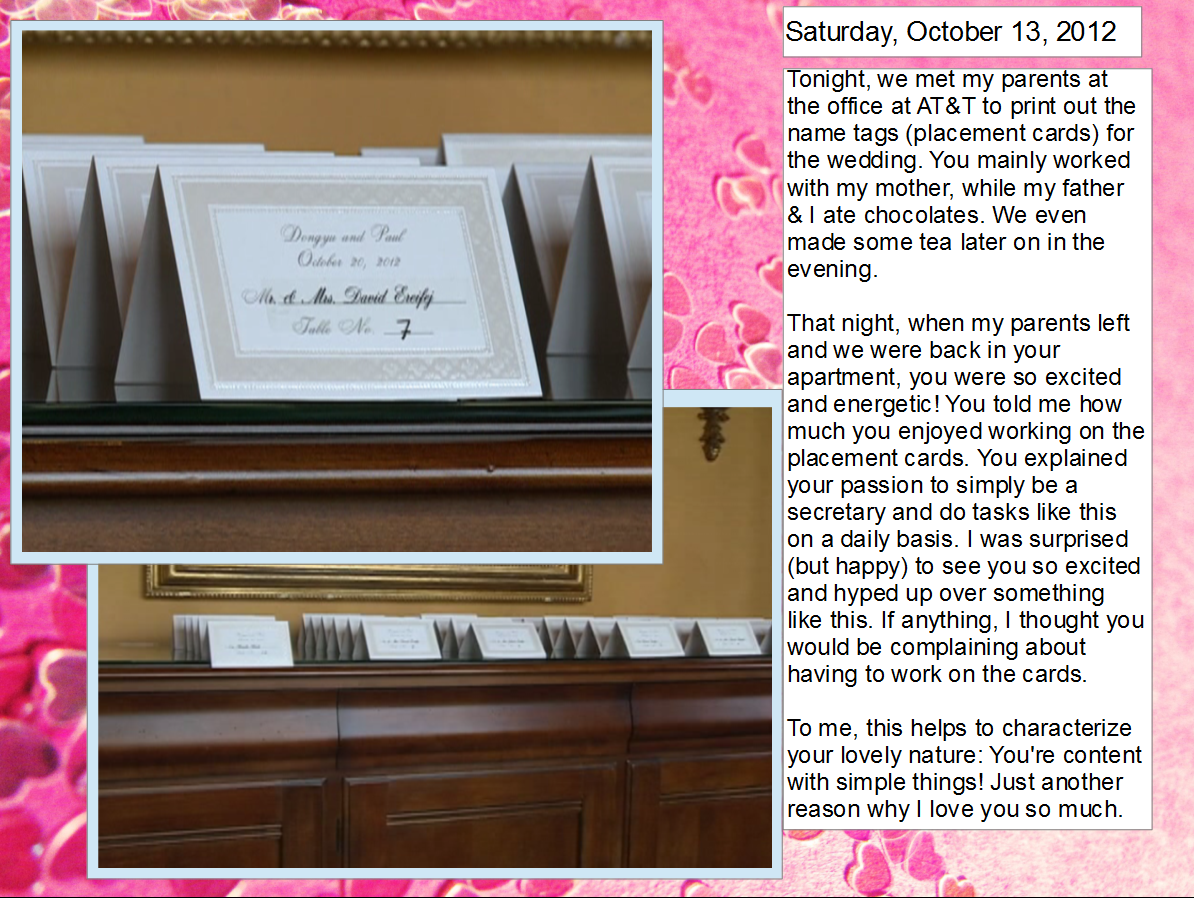 Saturday, October 13, 2012
Tonight, we met my parents at
the office at AT&T to print out the
name tags (placement cards) for
the wedding. You mainly worked
with my mother, while my father
& I ate chocolates. We even
made some tea later on in the
evening.
That night, when my parents left
and we were back in your
apartment, you were so excited
and energetic! You told me how
much you enjoyed working on the
placement cards. You explained
your passion to simply be a
secretary and do tasks like this
on a daily basis. I was surprised
(but happy) to see you so excited
and hyped up over something
like this. If anything, I thought you
would be complaining about
having to work on the cards.
To me, this helps to characterize
your lovely nature: You're content
with simple things! Just another
reason why I love you so much.
Dongyu and Paul
October 20, 2012
Mr. & Mrs. David Ereifej
Table No. 7